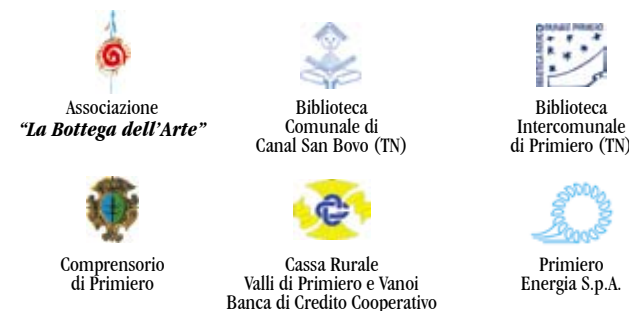 Associazione
"La Bottega dell'Arte"
Biblioteca
Comunale di
Canal San Bovo (TN)
Biblioteca
Intercomunale
di Primiero (TN)
Comprensorio
di Primiero
Cassa Rurale
Valli di Primiero e Vanoi
Banca di Credito Cooperativo
Primiero
Energia S.p.A.